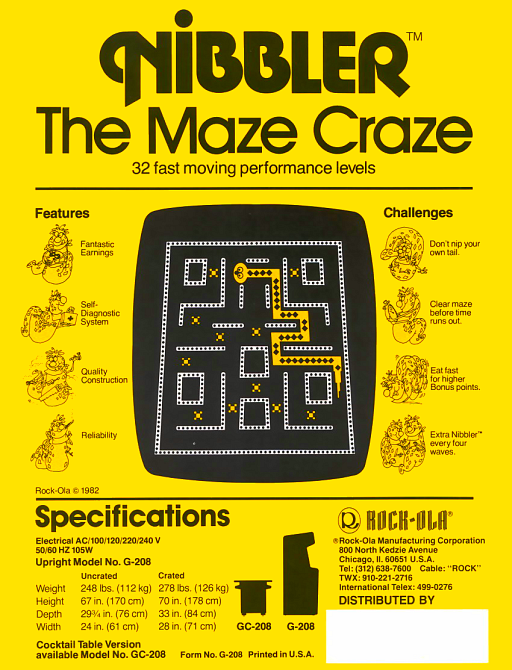 NIBBLER™
The Maze Craze
32 fast moving performance levels
Features
Fantastic
Earnings
Self-
Diagnostic
System
Quality
Construction
Reliability
Challenges
Don't nip your
own tail.
Clear maze
before time
runs out.
Eat fast
for higher
Bonus points.
Extra Nibbler™
every four
waves.
Rock-Ola © 1982
Specifications
Electrical AC/100/120/220/240 V
50/60 HZ 105W
Upright Model No. G-208
Uncrated Crated
Weight 248 lbs. (112 kg) 278 lbs. (126 kg)
Height 67 in. (170 cm) 70 in. (178 cm)
Depth 29¾ in. (76 cm) 33 in. (84 cm)
Width 24 in. (61 cm) 28 in. (71 cm)
Cocktail Table Version
available Model No. GC-208
Form No. G-208 Printed in U.S.A.
GC-208 G-208
R ROCK-OLA®
®Rock-Ola Manufacturing Corporation
800 North Kedzie Avenue
Chicago, Il. 60651 U.S.A.
Tel: (312) 638-7600 Cable: "ROCK"
TWX: 910-221-2716
International Telex: 499-0276
DISTRIBUTED BY